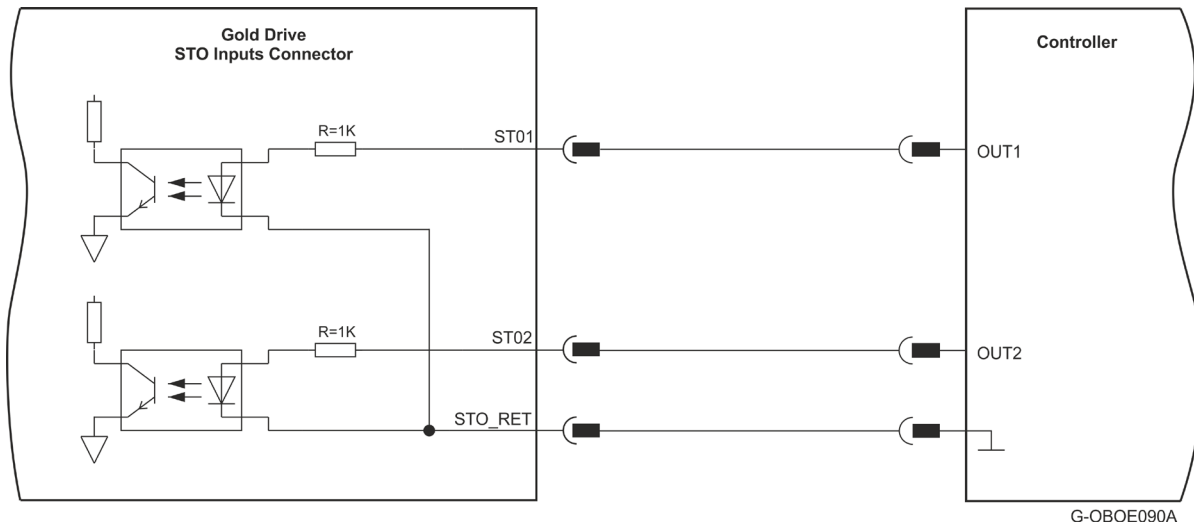 Gold Drive
STO Inputs Connector
Controller
R=1K
ST01
OUT1
R=1K
ST02
OUT2
STO_RET
G-OBOE090A